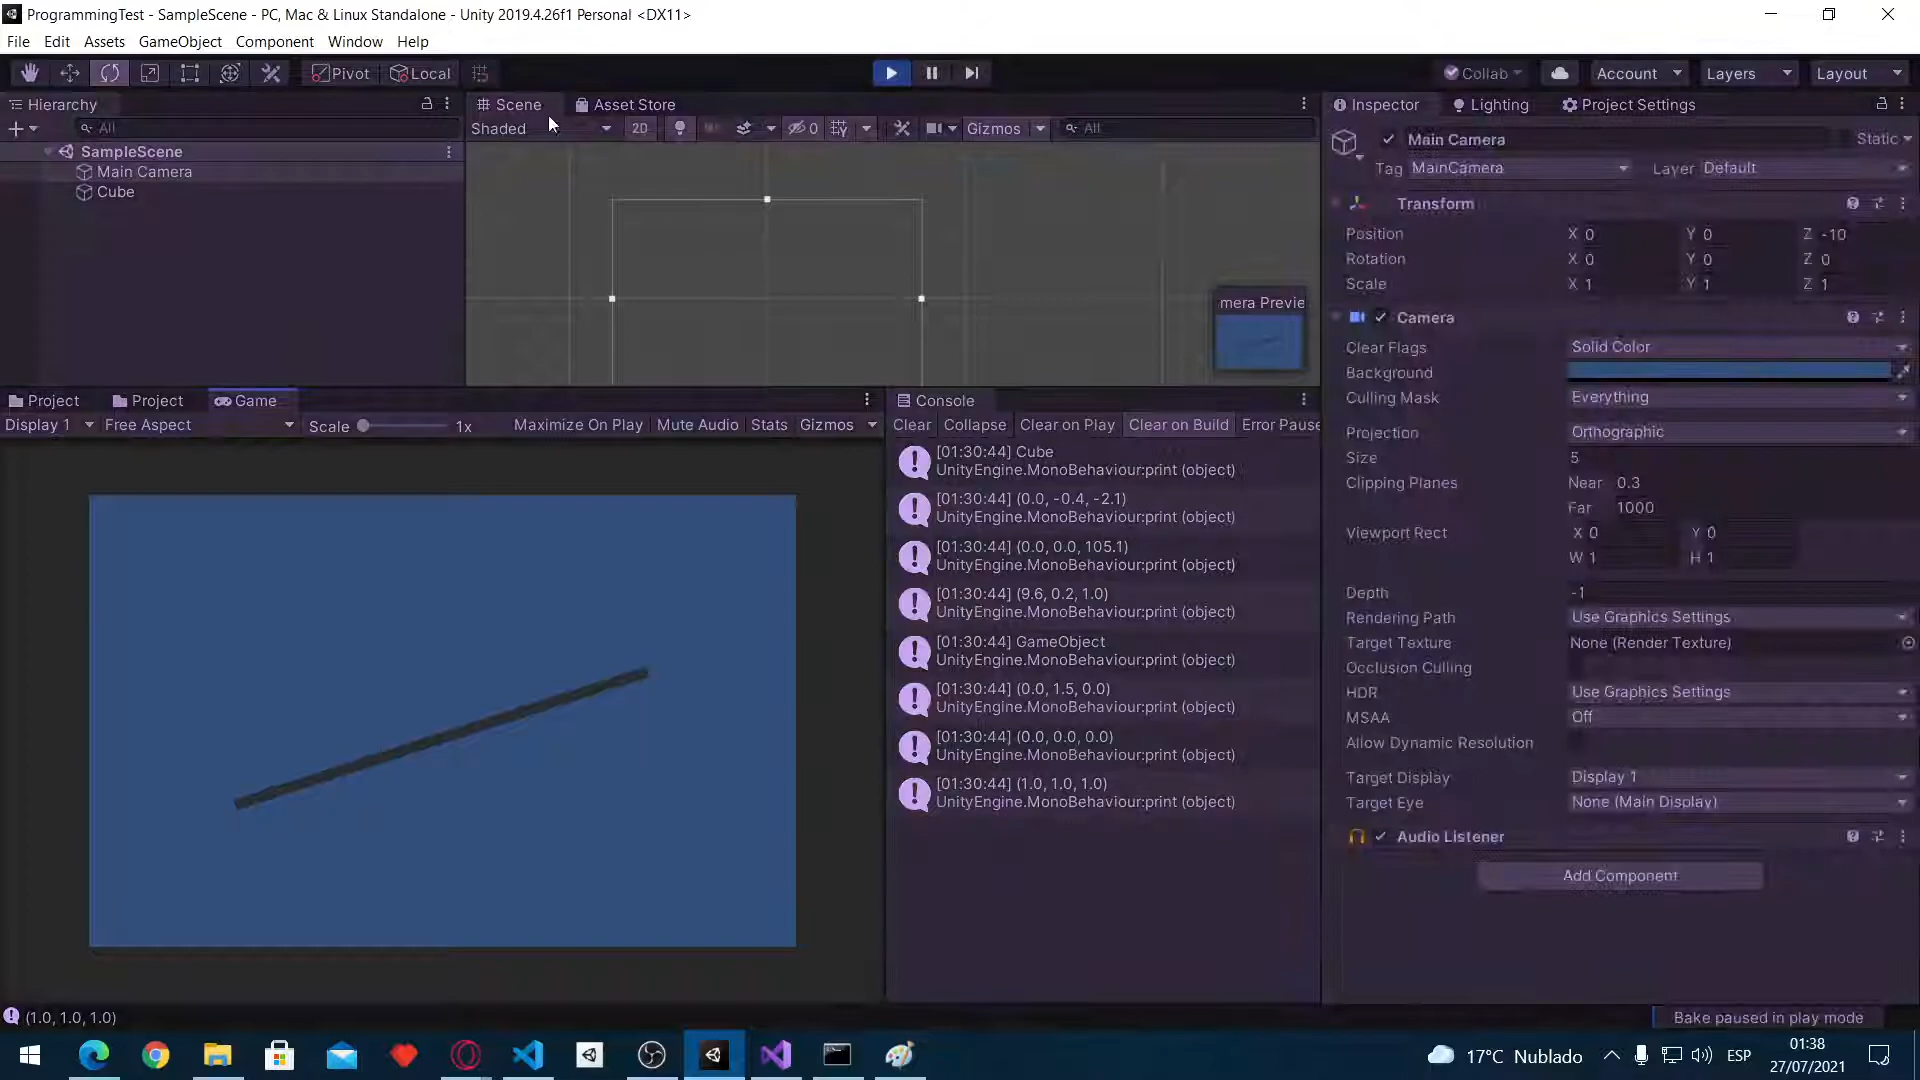 ProgrammingTest - SampleScene - PC, Mac & Linux Standalone - Unity 2019.4.26f1 Personal <DX11>
File Edit Assets GameObject Component Window Help
Pivot Local Collab Account Layers Layout
Hierarchy
All
SampleScene
Main Camera
Cube
Scene Asset Store
Shaded 2D 0 Gizmos All
mera Previe
Project Project Game
Display 1 Free Aspect Scale 1x Maximize On Play Mute Audio Stats Gizmos
Console
Clear Collapse Clear on Play Clear on Build Error Pause
[01:30:44] Cube
UnityEngine.MonoBehaviour:print (object)
[01:30:44] (0.0, -0.4, -2.1)
UnityEngine.MonoBehaviour:print (object)
[01:30:44] (0.0, 0.0, 105.1)
UnityEngine.MonoBehaviour:print (object)
[01:30:44] (9.6, 0.2, 1.0)
UnityEngine.MonoBehaviour:print (object)
[01:30:44] GameObject
UnityEngine.MonoBehaviour:print (object)
[01:30:44] (0.0, 1.5, 0.0)
UnityEngine.MonoBehaviour:print (object)
[01:30:44] (0.0, 0.0, 0.0)
UnityEngine.MonoBehaviour:print (object)
[01:30:44] (1.0, 1.0, 1.0)
UnityEngine.MonoBehaviour:print (object)
Inspector Lighting Project Settings
Main Camera Static
Tag MainCamera Layer Default
Transform
Position X 0 Y 0 Z -10
Rotation X 0 Y 0 Z 0
Scale X 1 Y 1 Z 1
Camera
Clear Flags Solid Color
Background
Culling Mask Everything
Projection Orthographic
Size 5
Clipping Planes Near 0.3
Far 1000
Viewport Rect X 0 Y 0
W 1 H 1
Depth -1
Rendering Path Use Graphics Settings
Target Texture None (Render Texture)
Occlusion Culling
HDR Use Graphics Settings
MSAA Off
Allow Dynamic Resolution
Target Display Display 1
Target Eye None (Main Display)
Audio Listener
Add Component
(1.0, 1.0, 1.0)
Bake paused in play mode
17°C Nublado ESP
01:38
27/07/2021